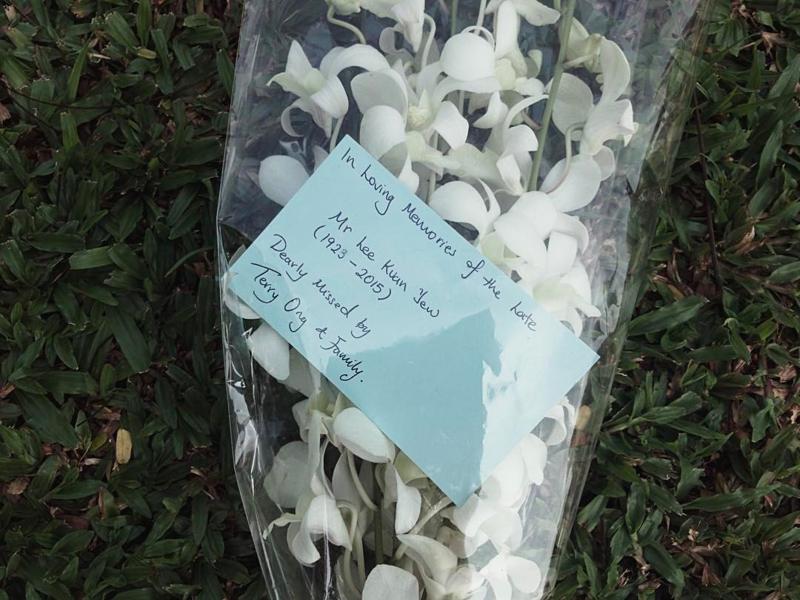 In Loving Memories of the Late
Mr Lee Kuan Yew
(1923 - 2015)
Dearly missed by
Terry Ong & Family.